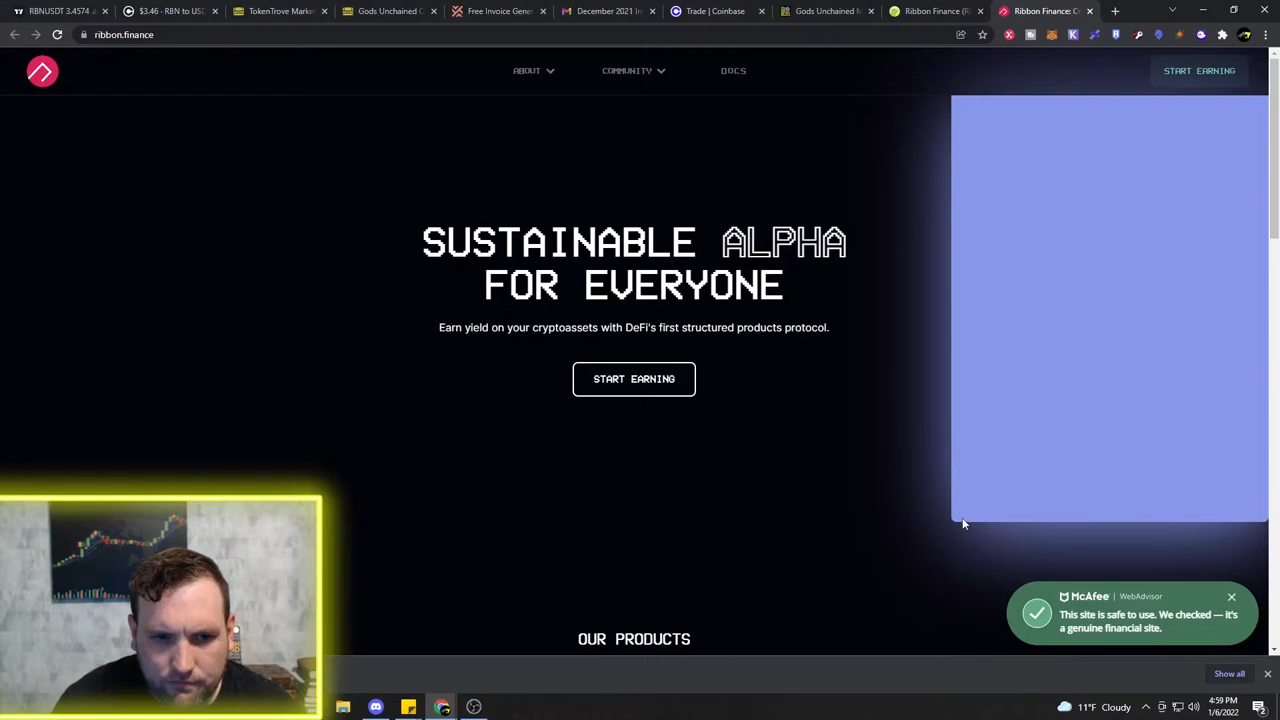 RBNUSDT 3.4574
$3.46 - RBN to USD
TokenTrove Market
Gods Unchained
Free Invoice Gene
December 2021 In
Trade | Coinbase
Gods Unchained M
Ribbon Finance (R
Ribbon Finance: C
ribbon.finance
ABOUT
COMMUNITY
DOCS
START EARNING
SUSTAINABLE ALPHA
FOR EVERYONE
Earn yield on your cryptoassets with DeFi's first structured products protocol.
START EARNING
McAfee | WebAdvisor
This site is safe to use. We checked — it's
a genuine financial site.
OUR PRODUCTS
Show all
11°F Cloudy
4:59 PM
1/6/2022